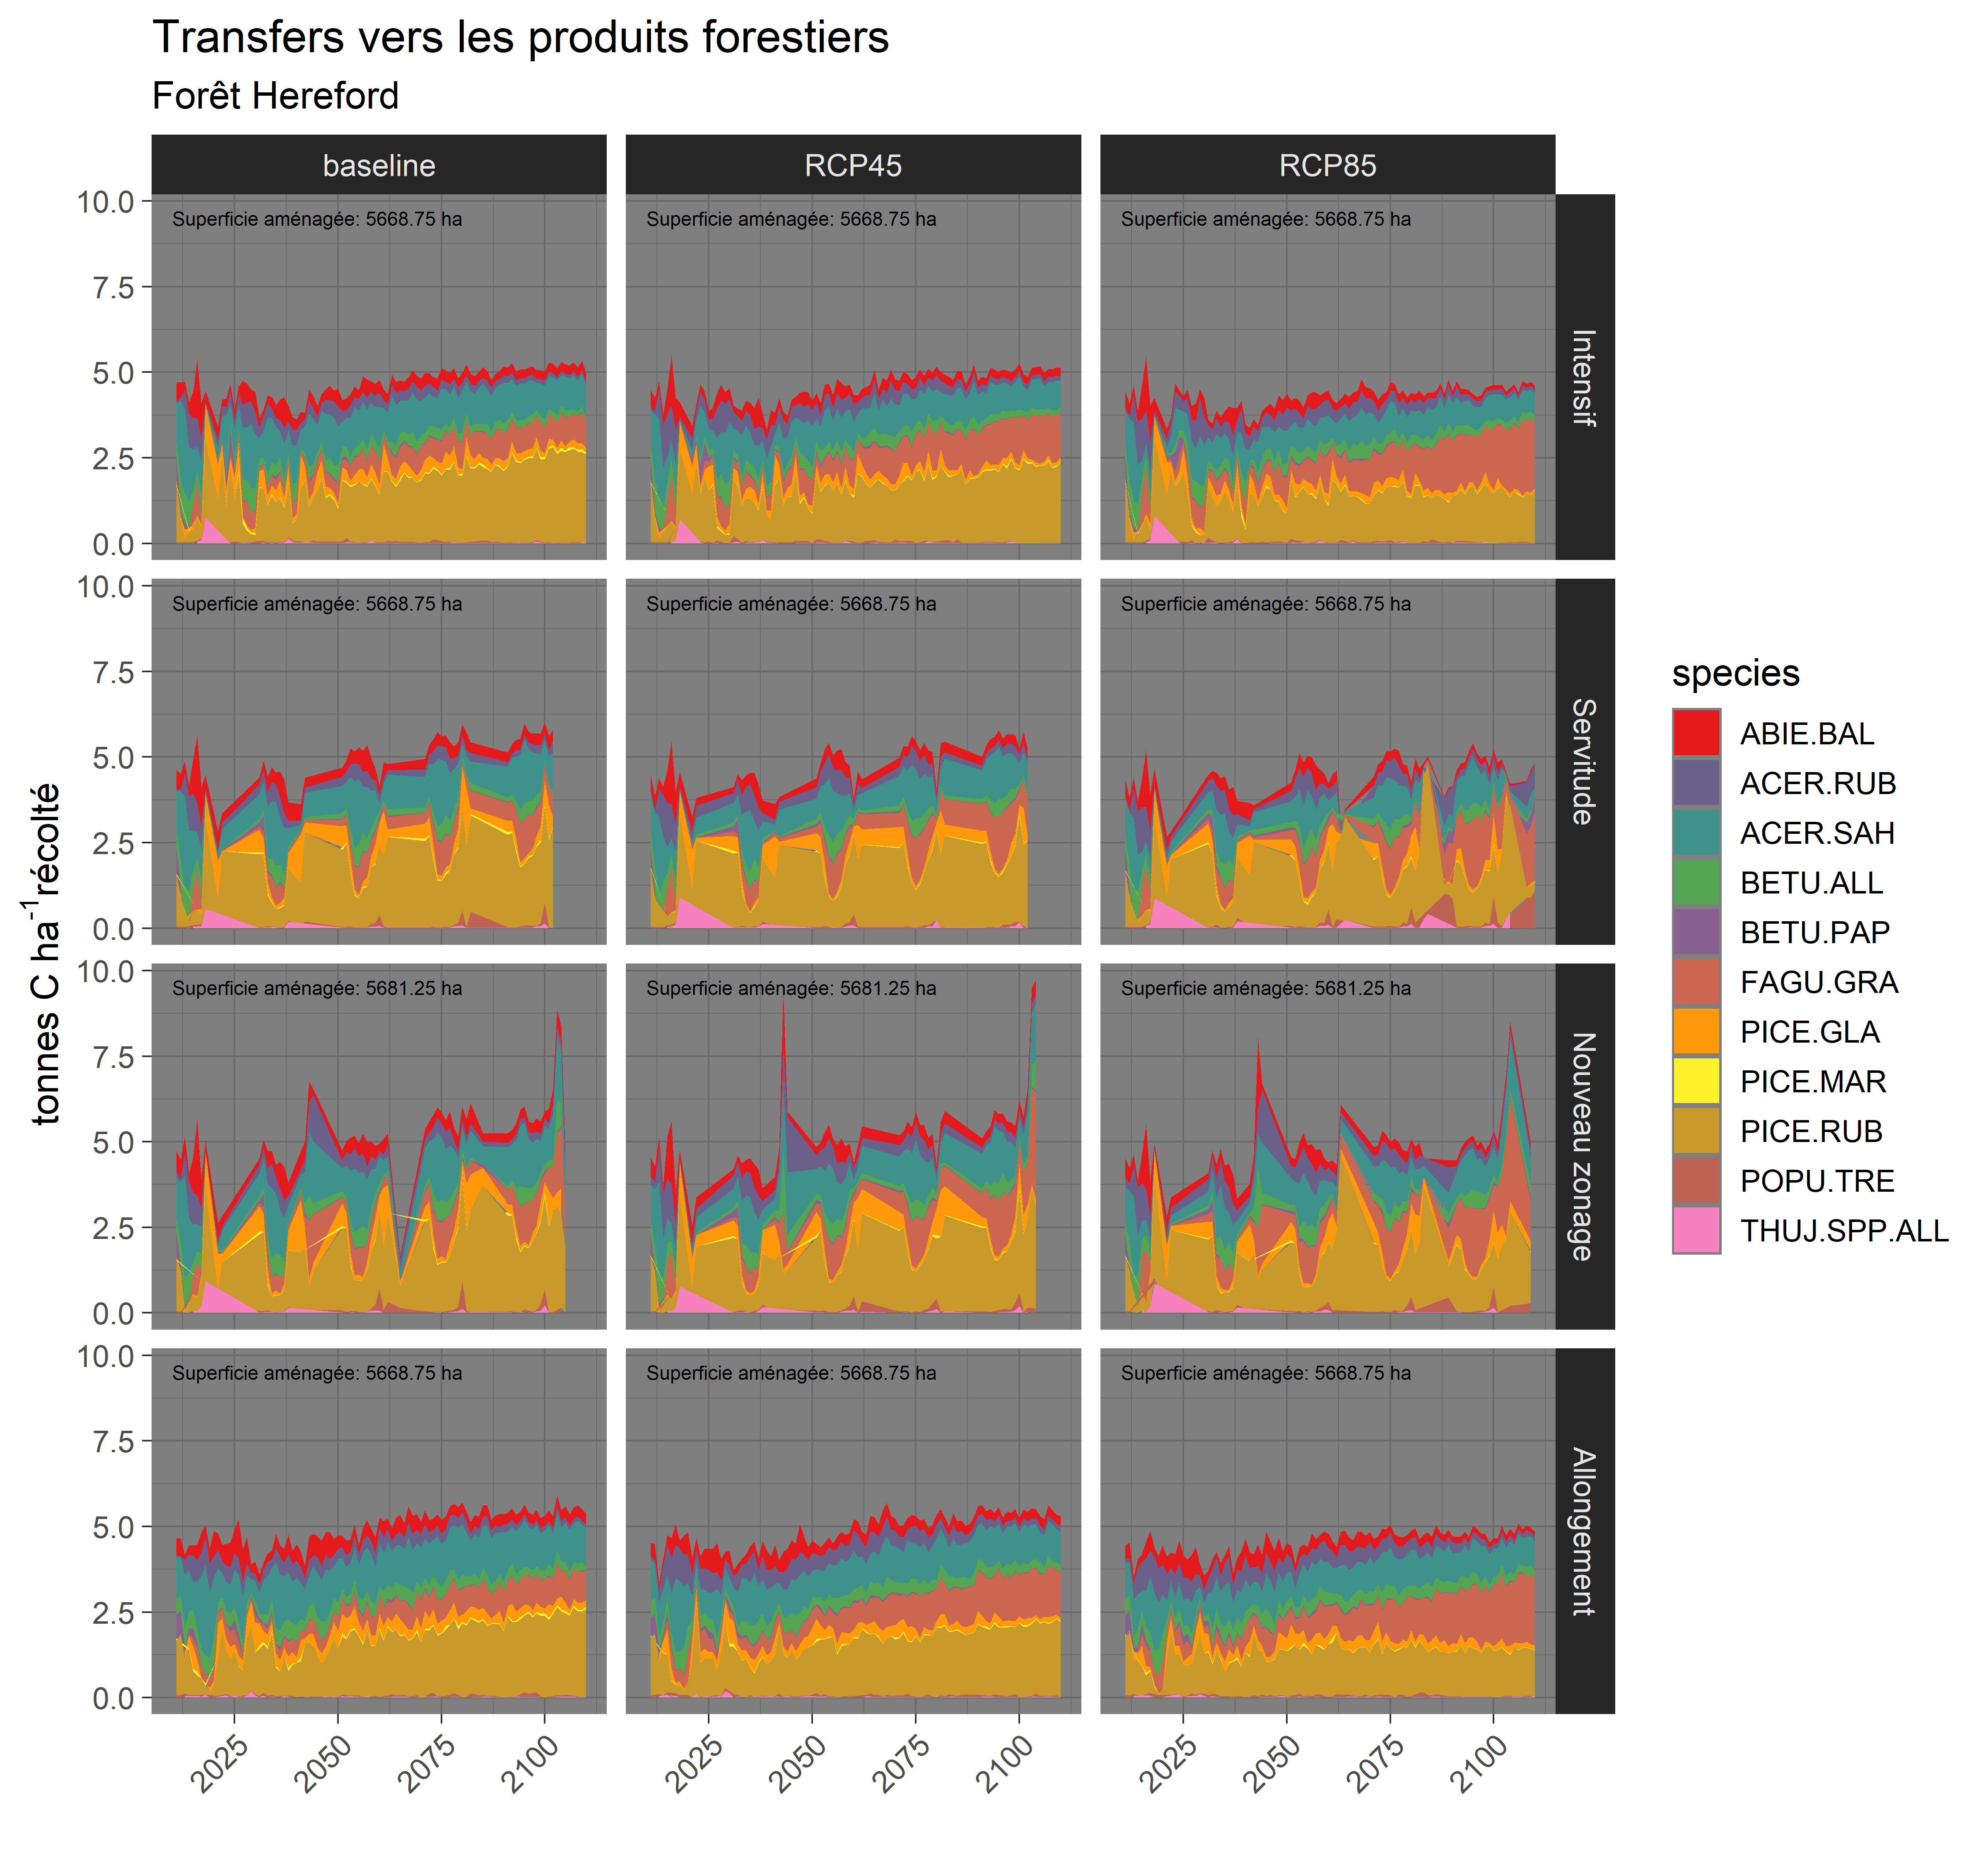 Transfers vers les produits forestiers
Forêt Hereford
baseline
RCP45
RCP85
10.0
7.5
5.0
2.5
0.0
Superficie aménagée: 5668.75 ha
Superficie aménagée: 5668.75 ha
Superficie aménagée: 5668.75 ha
Intensif
10.0
7.5
5.0
2.5
0.0
Superficie aménagée: 5668.75 ha
Superficie aménagée: 5668.75 ha
Superficie aménagée: 5668.75 ha
Servitude
10.0
7.5
5.0
2.5
0.0
Superficie aménagée: 5681.25 ha
Superficie aménagée: 5681.25 ha
Superficie aménagée: 5681.25 ha
Nouveau zonage
10.0
7.5
5.0
2.5
0.0
Superficie aménagée: 5668.75 ha
Superficie aménagée: 5668.75 ha
Superficie aménagée: 5668.75 ha
Allongement
2025
2050
2075
2100
2025
2050
2075
2100
2025
2050
2075
2100
tonnes C ha⁻¹récolté
species
ABIE.BAL
ACER.RUB
ACER.SAH
BETU.ALL
BETU.PAP
FAGU.GRA
PICE.GLA
PICE.MAR
PICE.RUB
POPU.TRE
THUJ.SPP.ALL